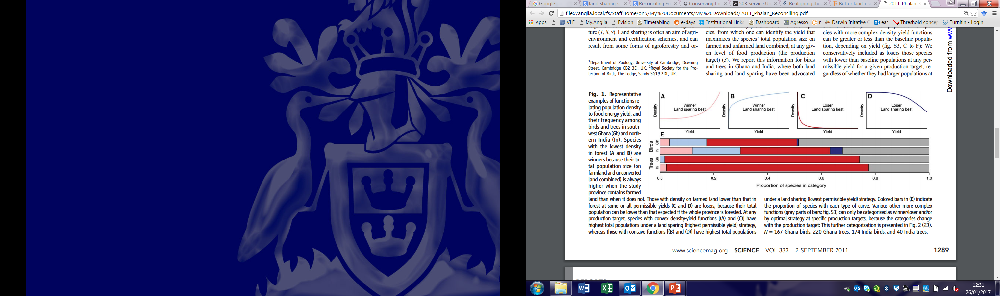 Google
land sharing s
Reconciling Fo
Conserving the
503 Service Un
Realigning the
Better land-us
2011_Phalan_R
file://anglia.local/fs/StaffHome/on5/My%20Documents/My%20Downloads/2011_Phalan_Reconciling.pdf
Apps VLE My.Anglia Evision Timetabling e-days Institutional Links Dashboard Agresso r Darwin Initative G ear Threshold concep Turnitin - Login
ture (1, 8, 9). Land sharing is often an aim of agri-
environment and certification schemes, and can
result from some forms of agroforestry and or-
1Department of Zoology, University of Cambridge, Downing
Street, Cambridge CB2 3EJ, UK. 2Royal Society for the Pro-
tection of Birds, The Lodge, Sandy SG19 2DL, UK.
cies, from which one can identify the yield that
maximizes the species' total population size on
farmed and unfarmed land combined, at any giv-
en level of food production (the production
target) (3). We report this information for birds
and trees in Ghana and India, where both land
sharing and land sparing have been advocated
cies with more complex density-yield functions
can be greater or less than the baseline popula-
tion, depending on yield (fig. S3, C to F): We
conservatively included as losers those species
with lower than baseline populations at any per-
missible yield for a given production target, re-
gardless of whether they had larger populations at
Downloaded from ww
Fig. 1. Representative
examples of functions re-
lating population density
to food energy yield, and
their frequency among
birds and trees in south-
west Ghana (Gh) and north-
ern India (In). Species
with the lowest density
in forest (A and B) are
winners because their to-
tal population size (on
farmland and unconverted
land combined) is always
higher when the study
province contains farmed
land than when it does not. Those with density on farmed land lower than that in
forest at some or all permissible yields (C and D) are losers, because their total
population can be lower than that expected if the whole province is forested. At any
production target, species with convex density-yield functions [(A) and (C)] have
highest total populations under a land sparing (highest permissible yield) strategy,
whereas those with concave functions [(B) and (D)] have highest total populations
A
Winner
Land sparing best
Density
Yield
B
Winner
Land sharing best
Density
Yield
C
Loser
Land sparing best
Density
Yield
D
Loser
Land sharing best
Density
Yield
E
Birds
Gh
In
Trees
Gh
In
0.0 0.2 0.4 0.6 0.8 1.0
Proportion of species in category
under a land sharing (lowest permissible yield) strategy. Colored bars in (E) indicate
the proportion of species with each type of curve. Various other more complex
functions (gray parts of bars; fig. S3) can only be categorized as winner/loser and/or
by optimal strategy at specific production targets, because the categories change
with the production target: This further categorization is presented in Fig. 2 (23).
N = 167 Ghana birds, 220 Ghana trees, 174 India birds, and 40 India trees.
www.sciencemag.org SCIENCE VOL 333 2 SEPTEMBER 2011
1289
12:31
26/01/2017